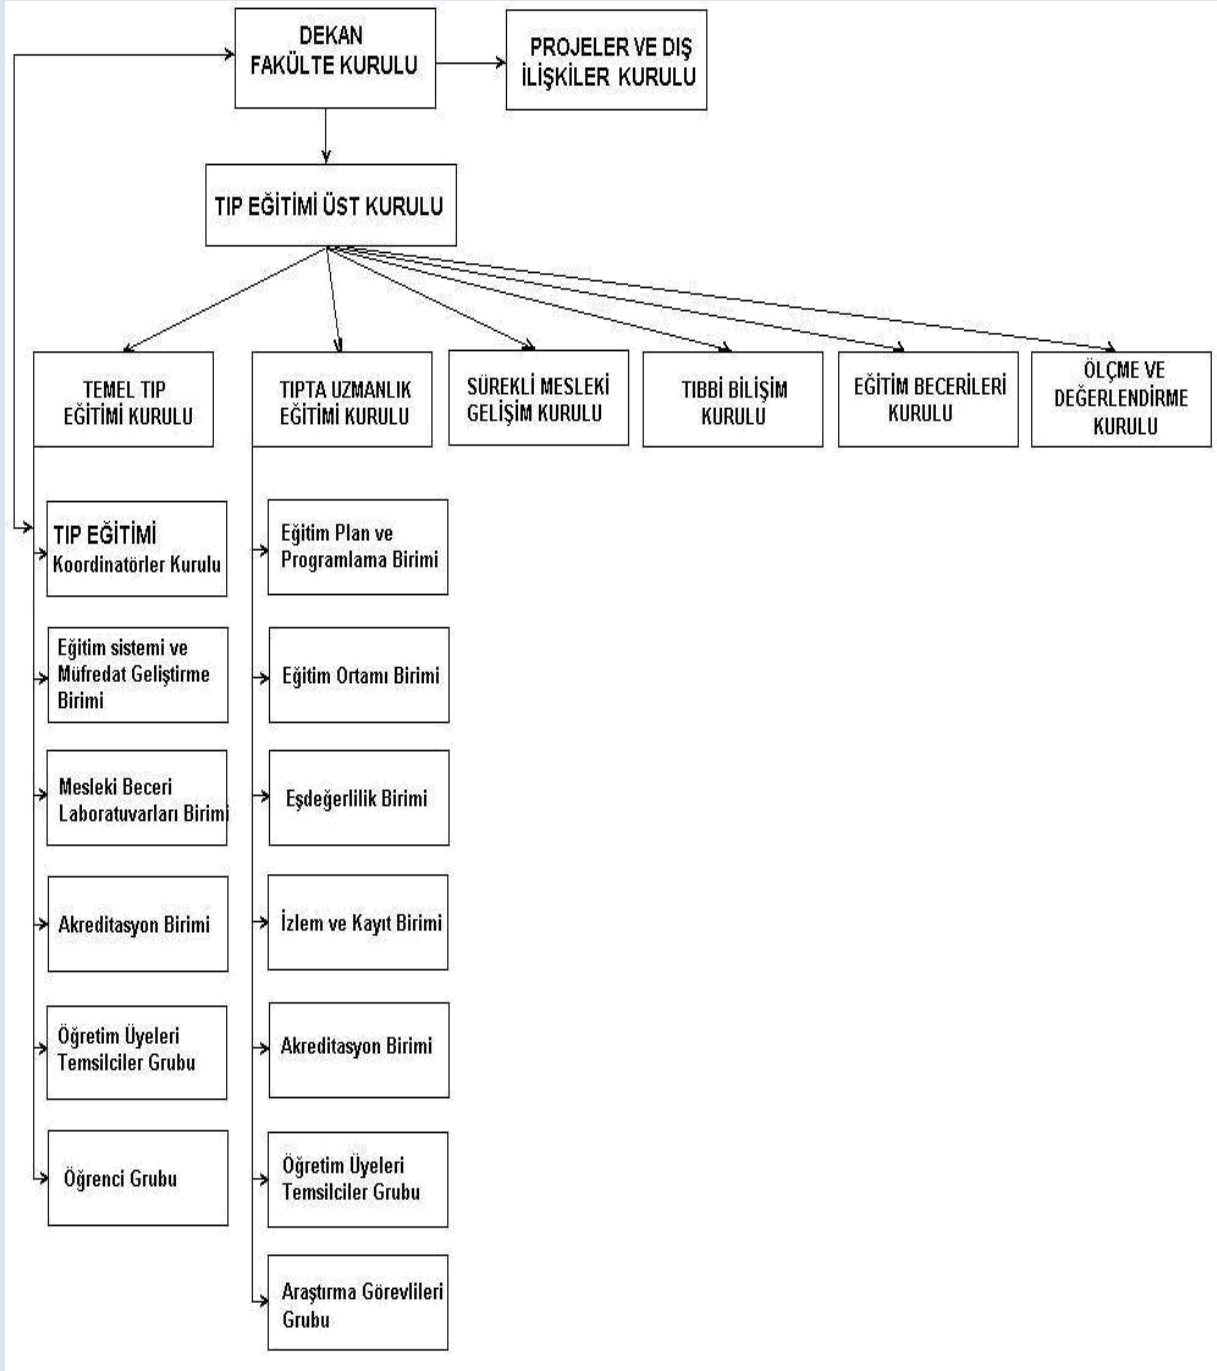 DEKAN
FAKÜLTE KURULU
PROJELER VE DIŞ
İLİŞKİLER KURULU
TIP EĞİTİMİ ÜST KURULU
TEMEL TIP
EĞİTİMİ KURULU
TIPTA UZMANLIK
EĞİTİMİ KURULU
SÜREKLİ MESLEKİ
GELİŞİM KURULU
TIBBİ BİLİŞİM
KURULU
EĞİTİM BECERİLERİ
KURULU
ÖLÇME VE
DEĞERLENDİRME
KURULU
TIP EĞİTİMİ
Koordinatörler Kurulu
Eğitim sistemi ve
Müfredat Geliştirme
Birimi
Mesleki Beceri
Laboratuvarları Birimi
Akreditasyon Birimi
Öğretim Üyeleri
Temsilciler Grubu
Öğrenci Grubu
Eğitim Plan ve
Programlama Birimi
Eğitim Ortamı Birimi
Eşdeğerlilik Birimi
İzlem ve Kayıt Birimi
Akreditasyon Birimi
Öğretim Üyeleri
Temsilciler Grubu
Araştırma Görevlileri
Grubu